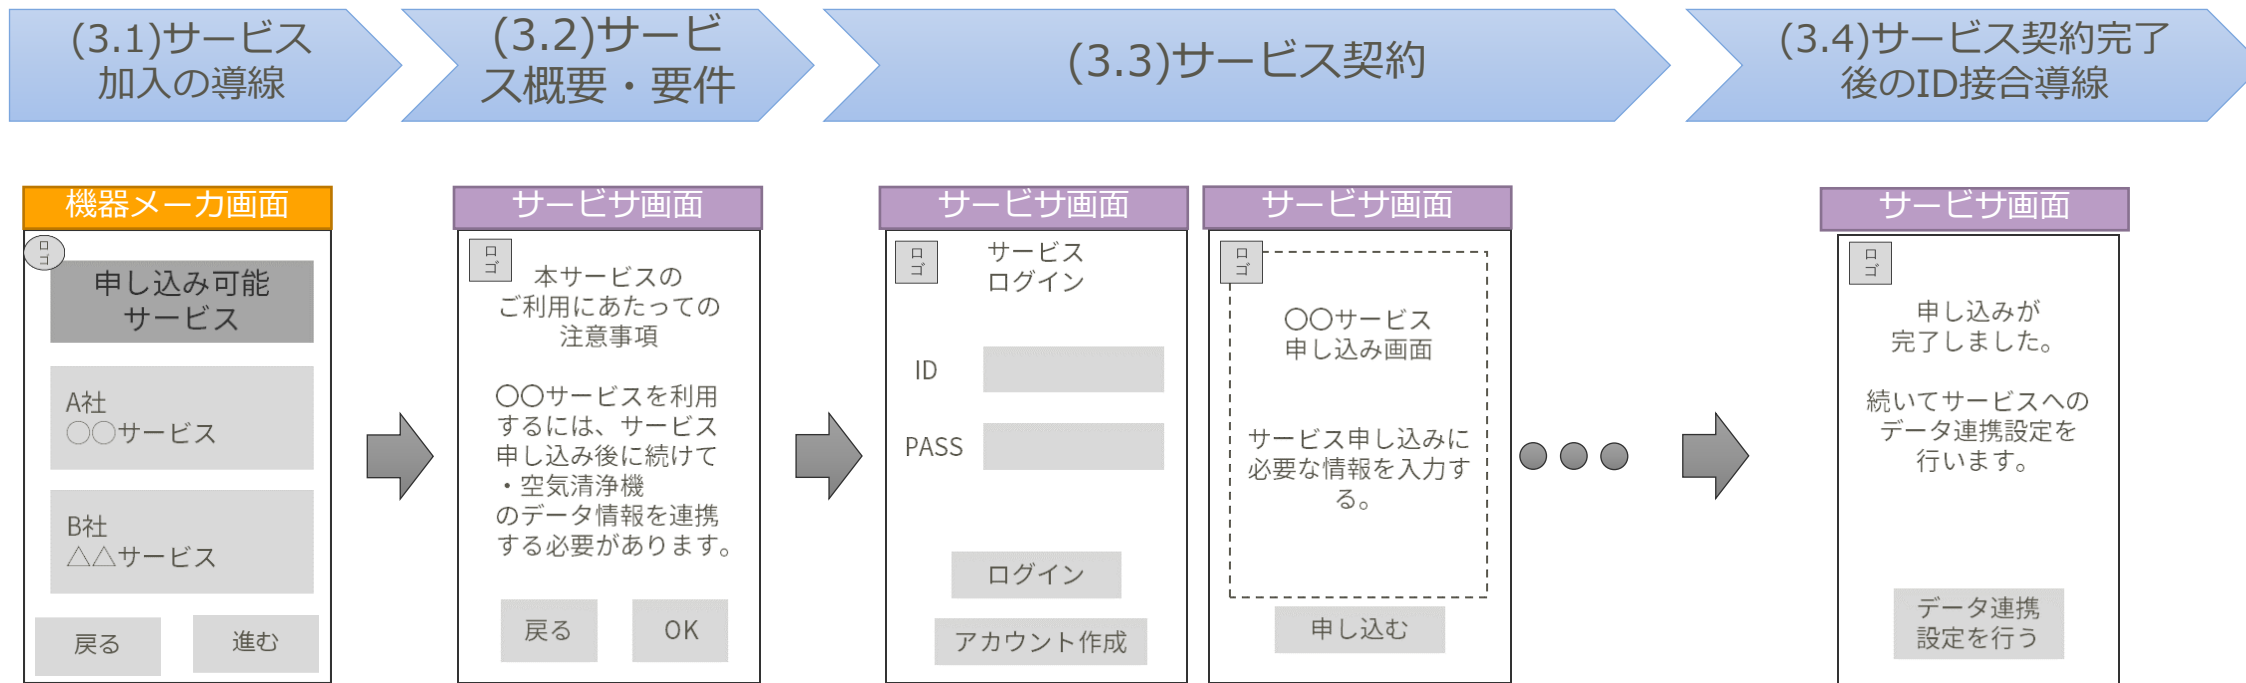 (3.1)サービス
加入の導線
(3.2)サービ
ス概要・要件
(3.3)サービス契約
(3.4)サービス契約完了
後のID接合導線
機器メーカ画面
ロゴ
申し込み可能
サービス
A社
〇〇サービス
B社
△△サービス
戻る
進む
サービサ画面
ロゴ
本サービスの
ご利用にあたっての
注意事項
〇〇サービスを利用
するには、サービス
申し込み後に続けて
・空気清浄機
のデータ情報を連携
する必要があります。
戻る
OK
サービサ画面
ロゴ
サービス
ログイン
ID
PASS
ログイン
アカウント作成
サービサ画面
ロゴ
〇〇サービス
申し込み画面
サービス申し込みに
必要な情報を入力す
る。
申し込む
サービサ画面
ロゴ
申し込みが
完了しました。
続いてサービスへの
データ連携設定を
行います。
データ連携
設定を行う